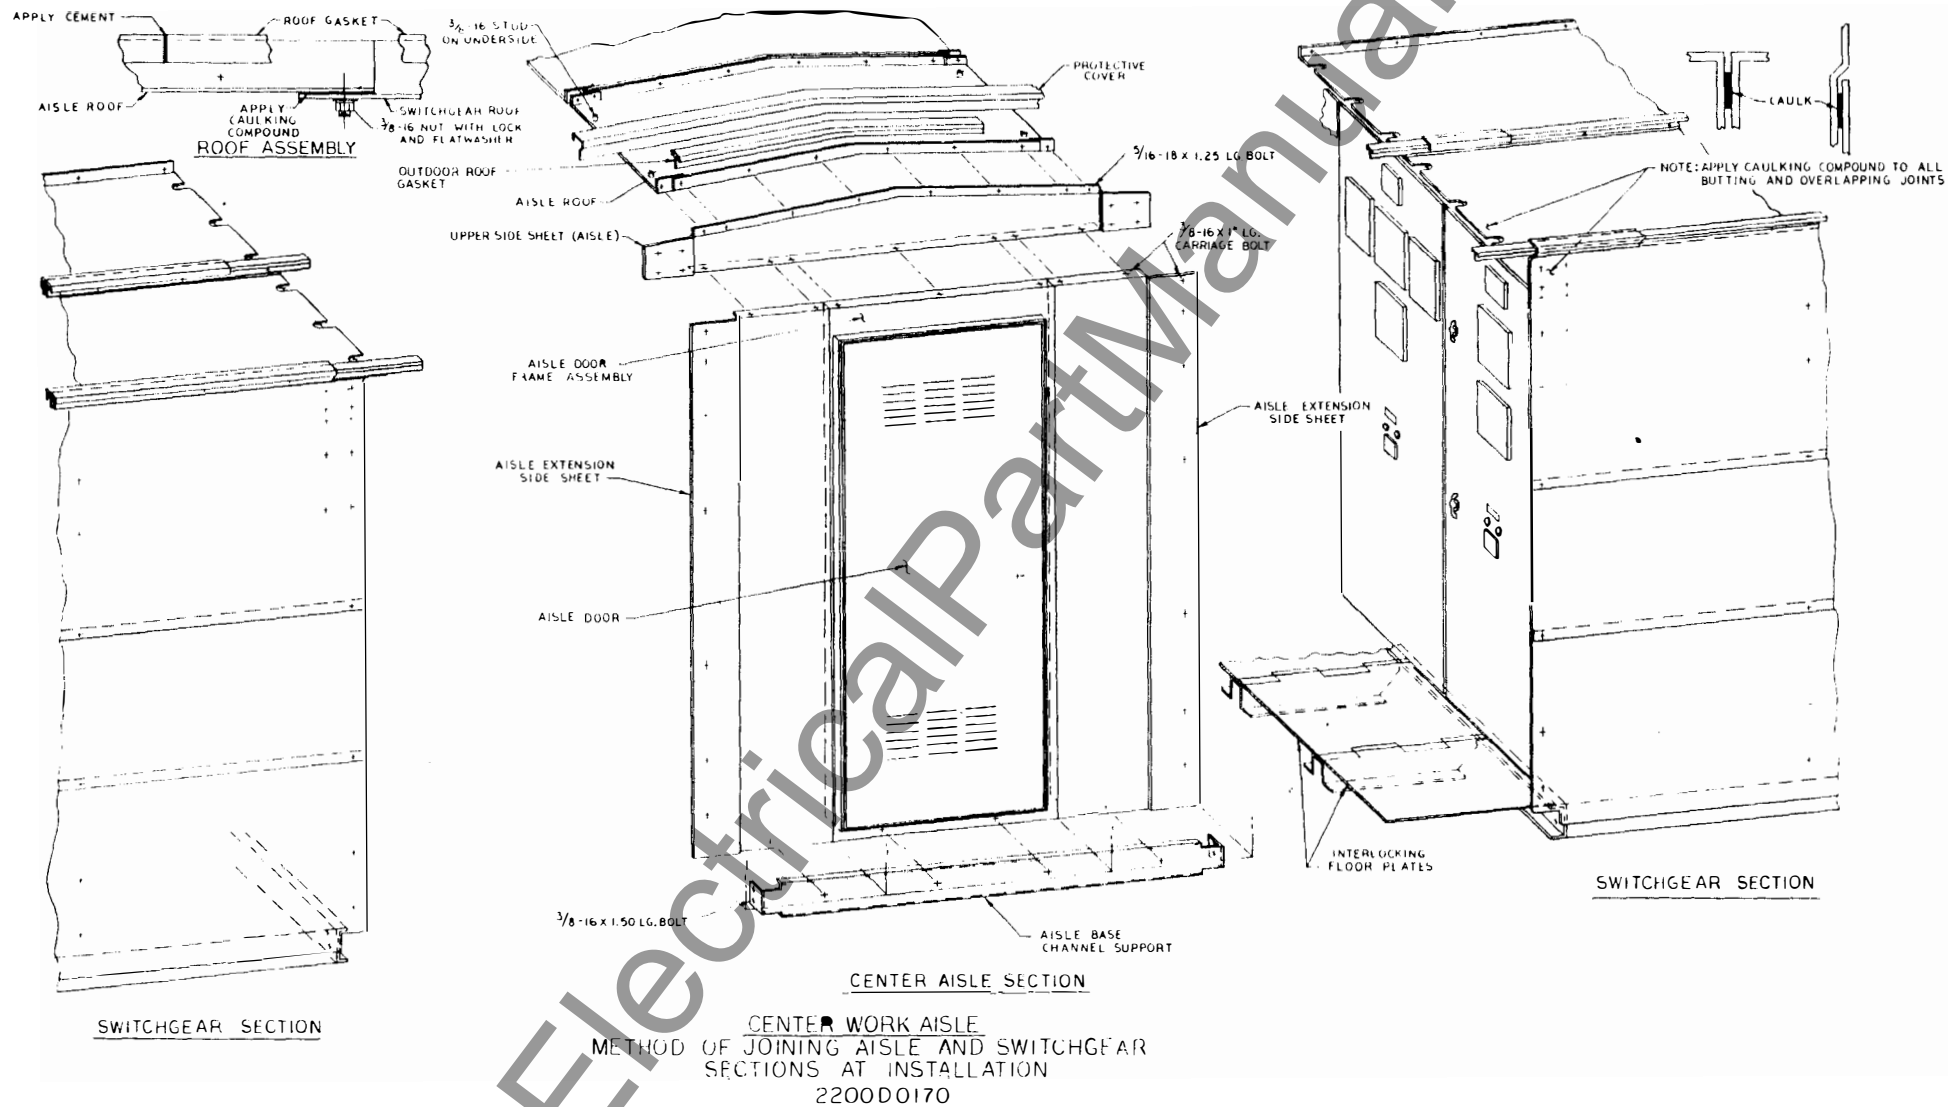 APPLY CEMENT
ROOF GASKET
AISLE ROOF
APPLY
CAULKING
COMPOUND
SWITCHGEAR ROOF
3/8-16 NUT WITH LOCK
AND FLATWASHER
ROOF ASSEMBLY
3/8-16 STUD
ON UNDERSIDE
PROTECTIVE
COVER
OUTDOOR ROOF
GASKET
AISLE ROOF
5/16-18 X 1.25 LG BOLT
UPPER SIDE SHEET (AISLE)
3/8-16 X 1" LG.
CARRIAGE BOLT
CAULK
NOTE: APPLY CAULKING COMPOUND TO ALL
BUTTING AND OVERLAPPING JOINTS
AISLE DOOR
FRAME ASSEMBLY
AISLE EXTENSION
SIDE SHEET
AISLE EXTENSION
SIDE SHEET
AISLE DOOR
INTERLOCKING
FLOOR PLATES
3/8-16 X 1.50 LG. BOLT
AISLE BASE
CHANNEL SUPPORT
SWITCHGEAR SECTION
CENTER AISLE SECTION
SWITCHGEAR SECTION
CENTER WORK AISLE
METHOD OF JOINING AISLE AND SWITCHGEAR
SECTIONS AT INSTALLATION
2200D0170
ElectricalPartManual